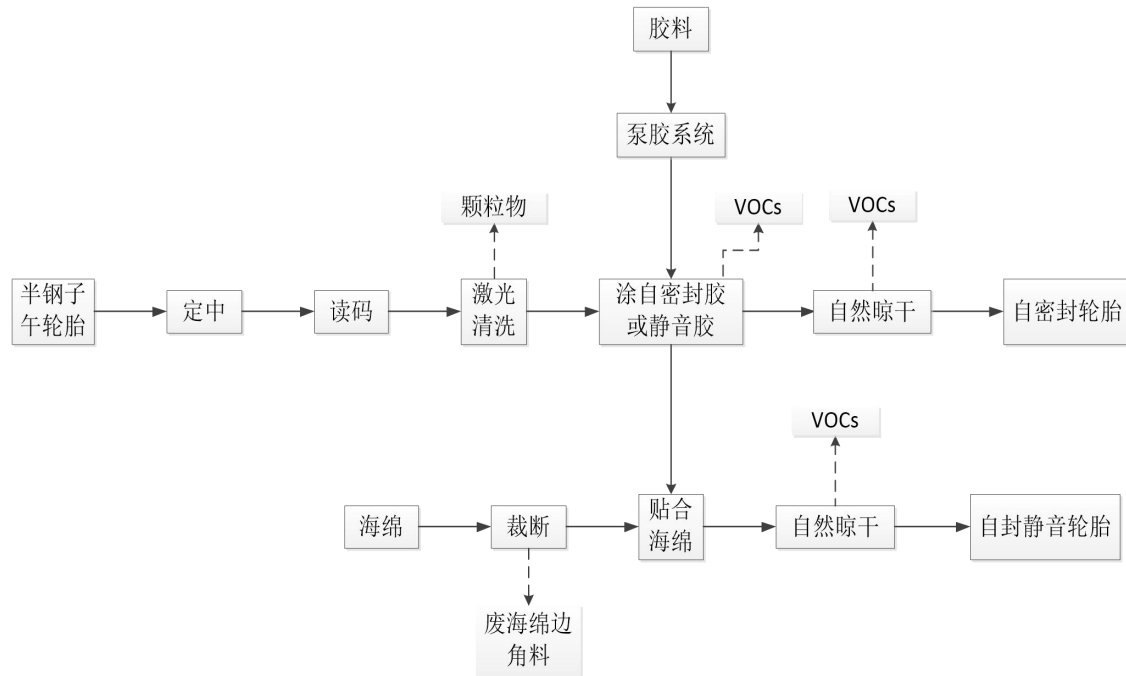 胶料
泵胶系统
颗粒物
VOCs
VOCs
半钢子
午轮胎
定中
读码
激光
清洗
涂自密封胶
或静音胶
自然晾干
自密封轮胎
VOCs
海绵
裁断
贴合
海绵
自然晾干
自封静音轮胎
废海绵边
角料